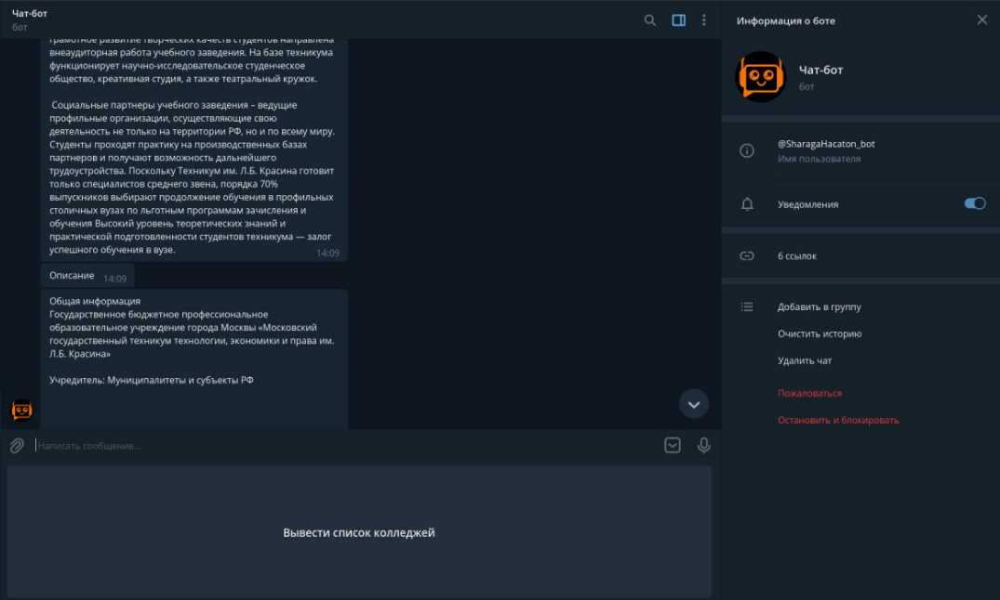 Чат-бот
бот
грамотное развитие творческих качеств студентов направлена
внеаудиторная работа учебного заведения. На базе техникума
функционирует научно-исследовательское студенческое
общество, креативная студия, а также театральный кружок.
Социальные партнеры учебного заведения – ведущие
профильные организации, осуществляющие свою
деятельность не только на территории РФ, но и по всему миру.
Студенты проходят практику на производственных базах
партнеров и получают возможность дальнейшего
трудоустройства. Поскольку Техникум им. Л.Б. Красина готовит
только специалистов среднего звена, порядка 70%
выпускников выбирают продолжение обучения в профильных
столичных вузах по льготным программам зачисления и
обучения Высокий уровень теоретических знаний и
практической подготовленности студентов техникума — залог
успешного обучения в вузе.
14:09
Описание 14:09
Общая информация
Государственное бюджетное профессиональное
образовательное учреждение города Москвы «Московский
государственный техникум технологии, экономики и права им.
Л.Б. Красина»
Учредитель: Муниципалитеты и субъекты РФ
Написать сообщение...
Вывести список колледжей
Информация о боте
Чат-бот
бот
@SharagaHacaton_bot
Имя пользователя
Уведомления
6 ссылок
Добавить в группу
Очистить историю
Удалить чат
Пожаловаться
Остановить и блокировать